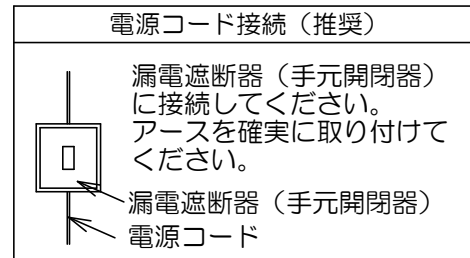 電源コード接続（推奨）
漏電遮断器（手元開閉器）
に接続してください。
アースを確実に取り付けて
ください。
漏電遮断器（手元開閉器）
電源コード